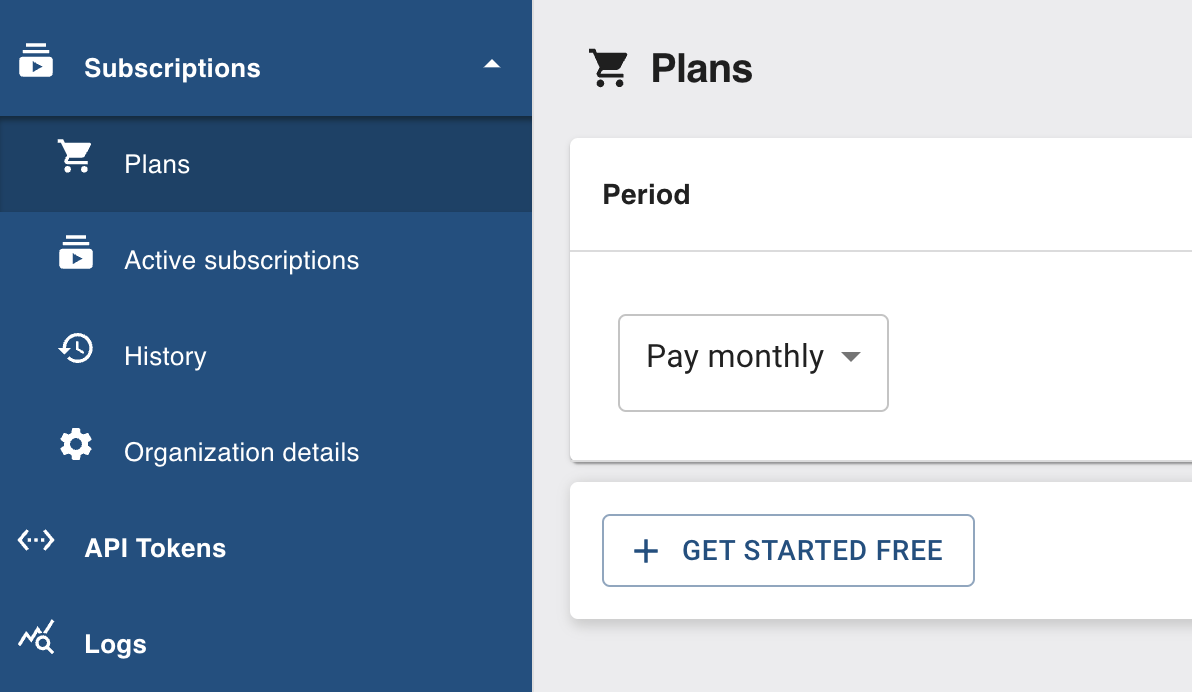 Subscriptions
Plans
Active subscriptions
History
Organization details
API Tokens
Logs
Plans
Period
Pay monthly
GET STARTED FREE